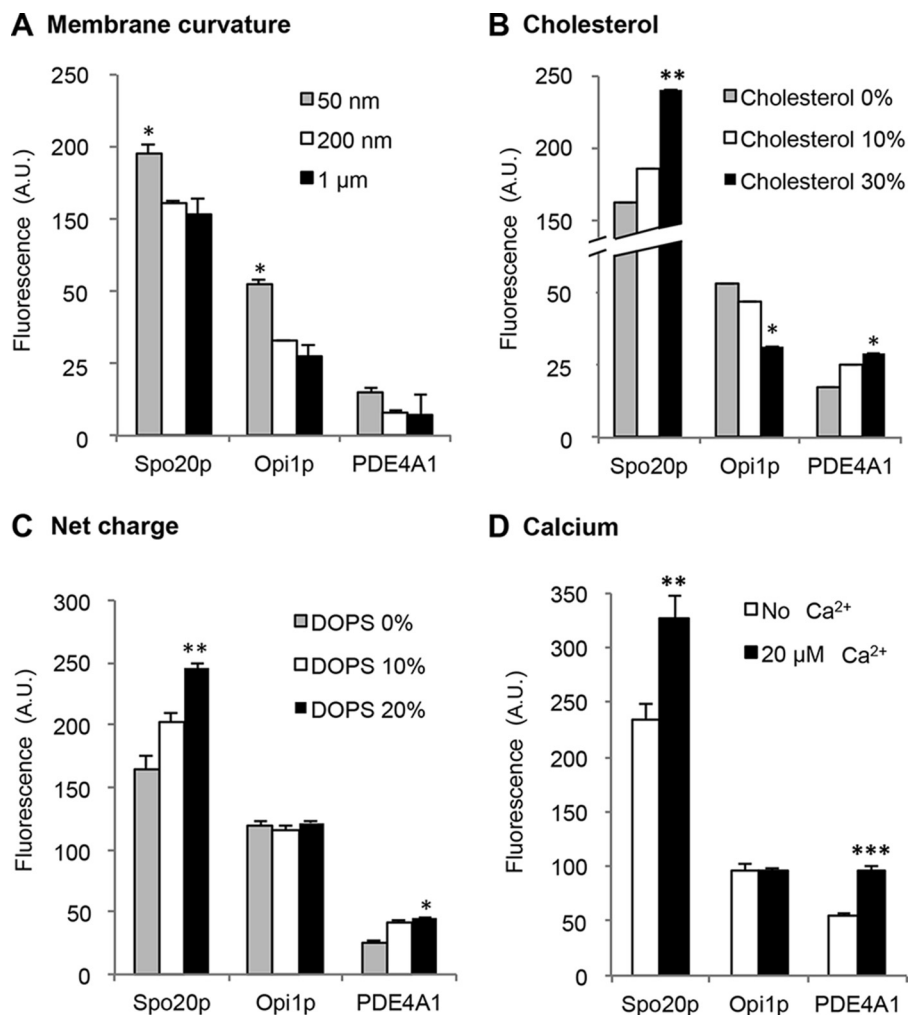 A Membrane curvature
Fluorescence (A.U.)
250
200
150
50
25
0
*
*
50 nm
200 nm
1 µm
Spo20p Opi1p PDE4A1
B Cholesterol
Fluorescence (A.U.)
250
200
150
50
25
0
**
*
*
Cholesterol 0%
Cholesterol 10%
Cholesterol 30%
Spo20p Opi1p PDE4A1
C Net charge
Fluorescence (A.U.)
300
250
200
150
100
50
0
**
*
DOPS 0%
DOPS 10%
DOPS 20%
Spo20p Opi1p PDE4A1
D Calcium
Fluorescence (A.U.)
350
300
250
200
150
100
50
0
**
***
No Ca²⁺
20 µM Ca²⁺
Spo20p Opi1p PDE4A1